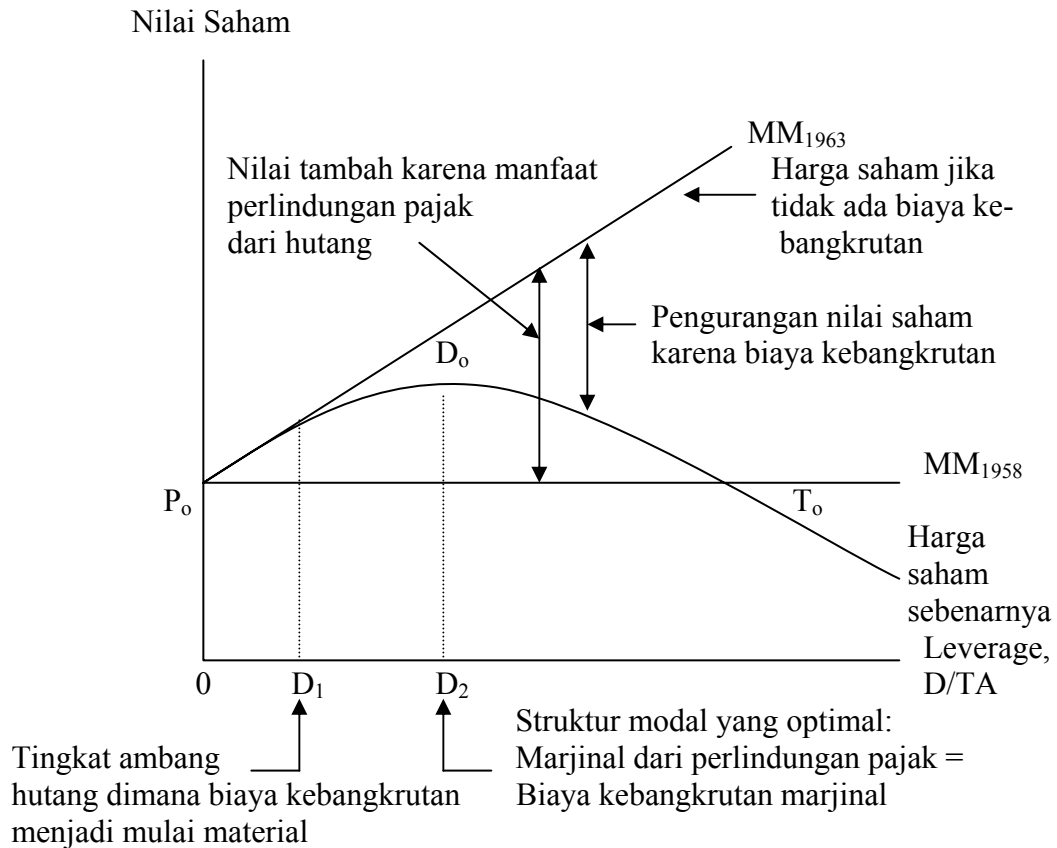 Nilai Saham
MM₁₉₆₃
Nilai tambah karena manfaat
perlindungan pajak
dari hutang
Harga saham jika
tidak ada biaya ke-
bangkrutan
Pengurangan nilai saham
karena biaya kebangkrutan
Dₒ
MM₁₉₅₈
Pₒ
Tₒ
Harga
saham
sebenarnya
Leverage,
D/TA
0
D₁
D₂
Struktur modal yang optimal:
Marjinal dari perlindungan pajak =
Biaya kebangkrutan marjinal
Tingkat ambang
hutang dimana biaya kebangkrutan
menjadi mulai material